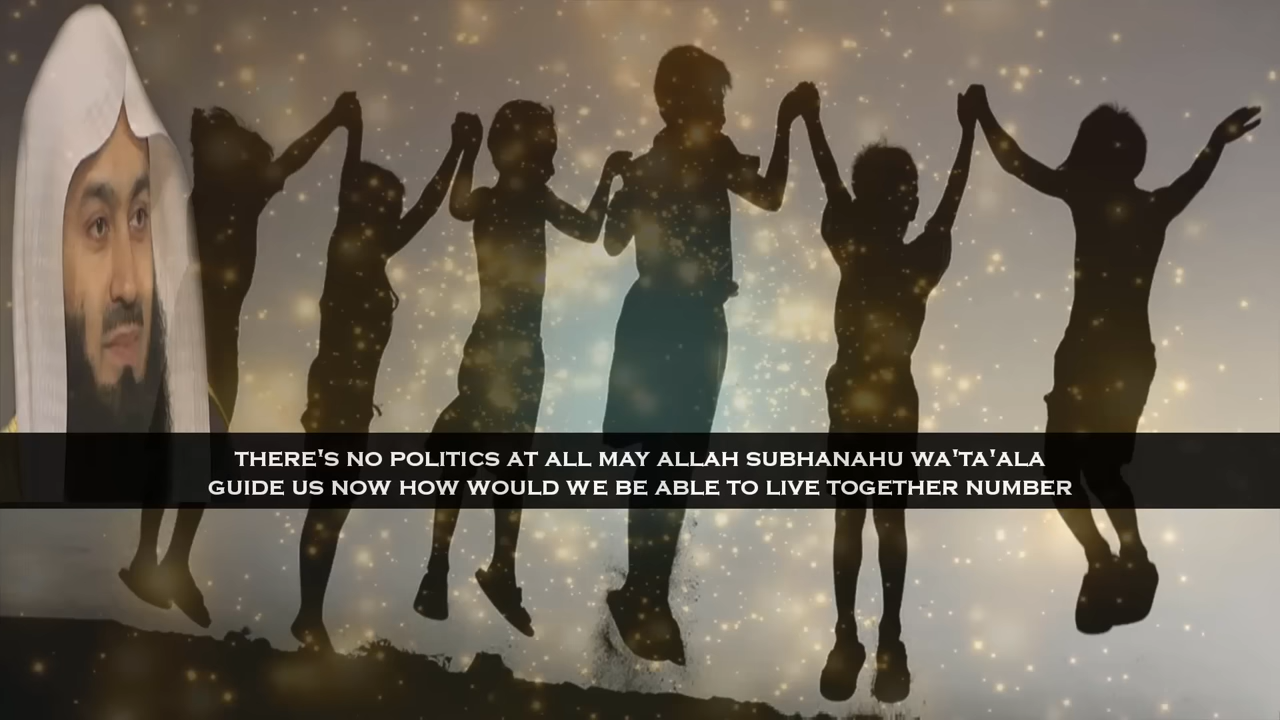 THERE'S NO POLITICS AT ALL MAY ALLAH SUBHANAHU WA'TA'ALA
GUIDE US NOW HOW WOULD WE BE ABLE TO LIVE TOGETHER NUMBER